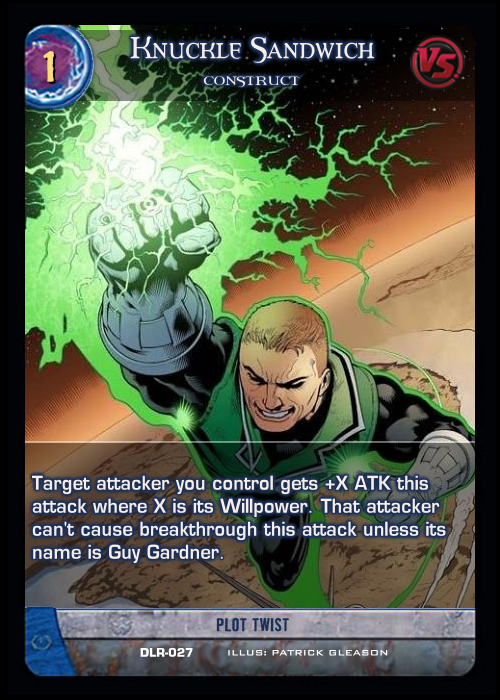 1
Knuckle Sandwich
VS
CONSTRUCT
Target attacker you control gets +X ATK this
attack where X is its Willpower. That attacker
can't cause breakthrough this attack unless its
name is Guy Gardner.
PLOT TWIST
DLR-027 ILLUS: PATRICK GLEASON